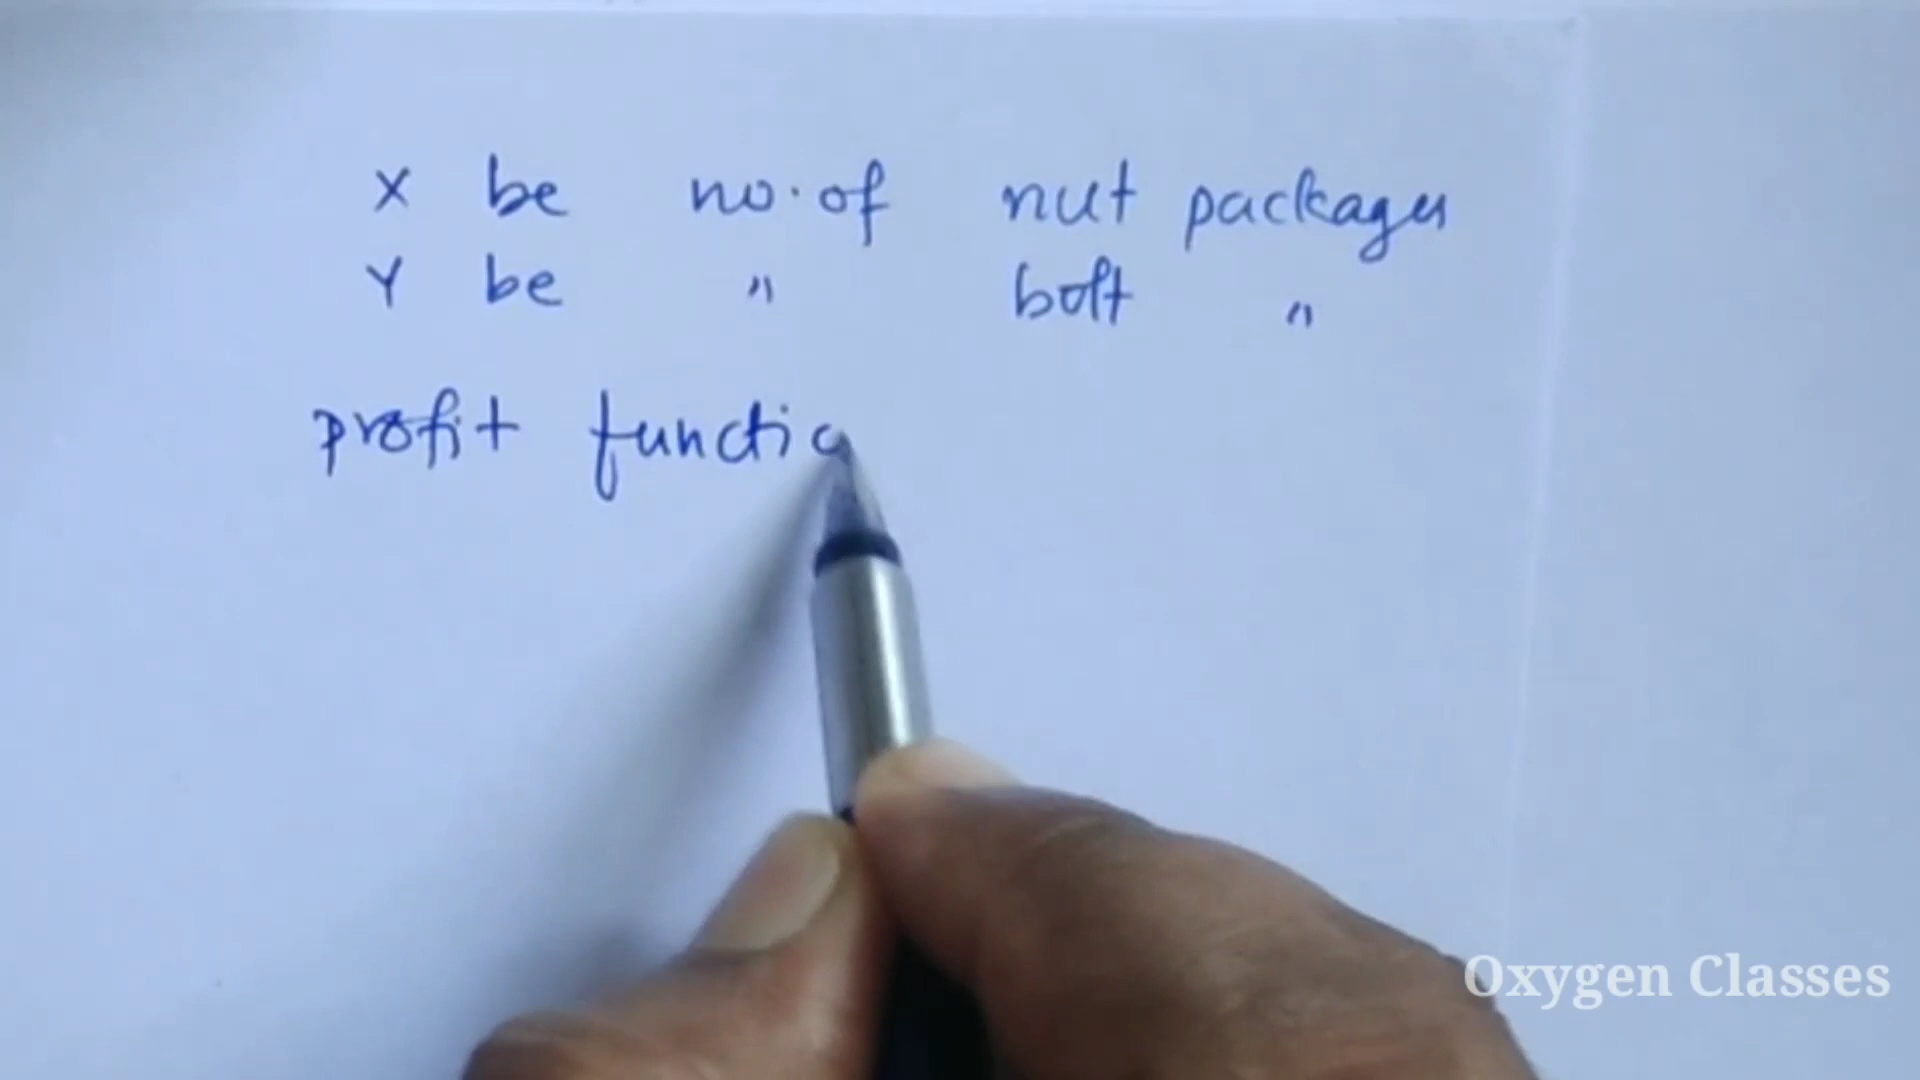 X be no. of nut packages
Y be " bolt "
profit functio
Oxygen Classes